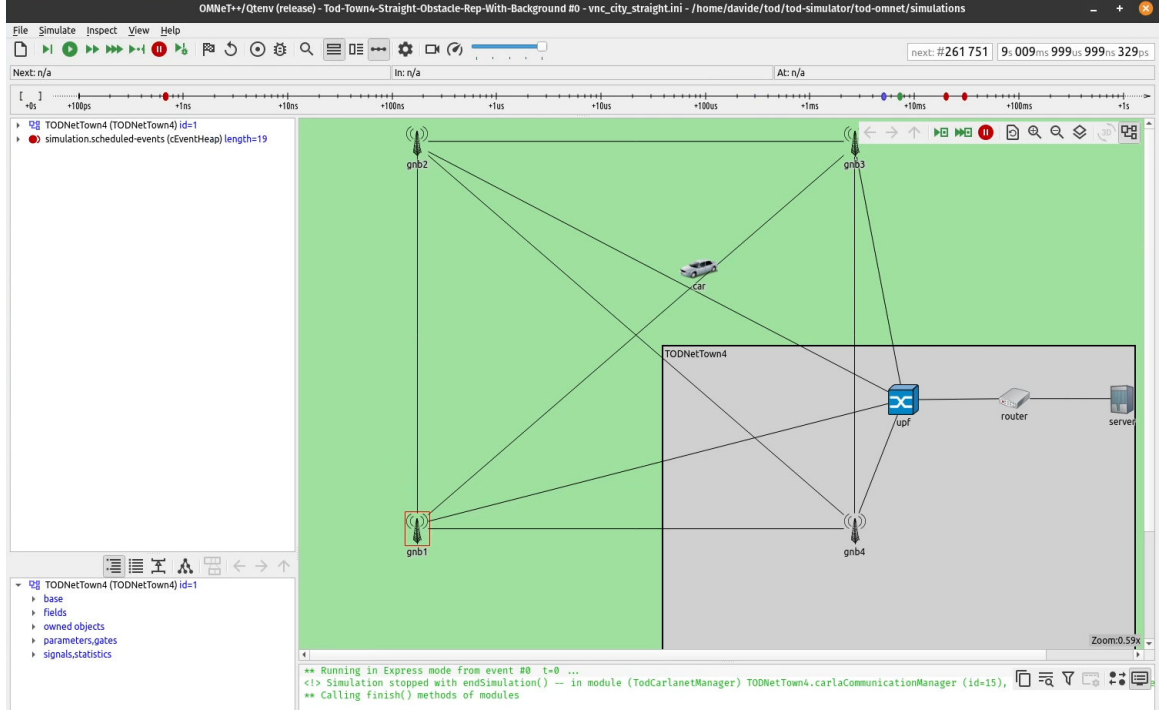 OMNeT++/Qtenv (release) - Tod-Town4-Straight-Obstacle-Rep-With-Background #0 - vnc_city_straight.ini - /home/davide/tod/tod-simulator/tod-omnet/simulations
File Simulate Inspect View Help
next: #261 751 9s 009ms 999us 999ns 329ps
Next: n/a In: n/a At: n/a
[ ] +0s +100ps +1ns +10ns +100ns +1us +10us +100us +1ms +10ms +100ms +1s
TODNetTown4 (TODNetTown4) id=1
simulation.scheduled-events (cEventHeap) length=19
3D
gnb2
gnb3
car
TODNetTown4
upf
router
server
gnb1
gnb4
Zoom:0.59x
TODNetTown4 (TODNetTown4) id=1
base
fields
owned objects
parameters,gates
signals,statistics
** Running in Express mode from event #0 t=0 ...
<!> Simulation stopped with endSimulation() -- in module (TodCarlanetManager) TODNetTown4.carlaCommunicationManager (id=15),
** Calling finish() methods of modules